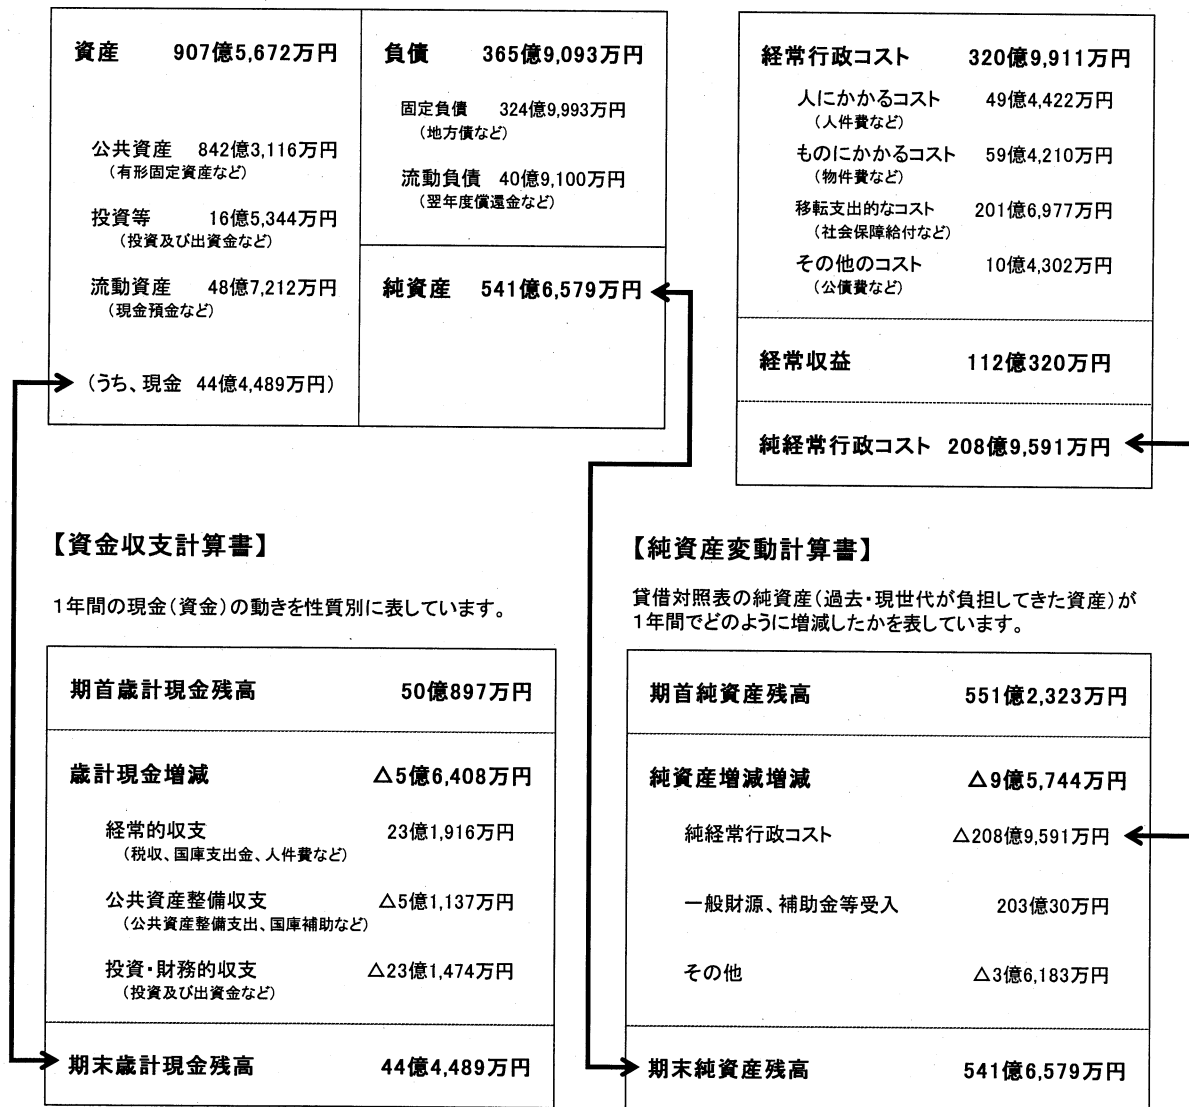 資産 907億5,672万円
公共資産 842億3,116万円
（有形固定資産など）
投資等 16億5,344万円
（投資及び出資金など）
流動資産 48億7,212万円
（現金預金など）
（うち、現金 44億4,489万円）
負債 365億9,093万円
固定負債 324億9,993万円
（地方債など）
流動負債 40億9,100万円
（翌年度償還金など）
純資産 541億6,579万円
経常行政コスト 320億9,911万円
人にかかるコスト 49億4,422万円
（人件費など）
ものにかかるコスト 59億4,210万円
（物件費など）
移転支出的なコスト 201億6,977万円
（社会保障給付など）
その他のコスト 10億4,302万円
（公債費など）
経常収益 112億320万円
純経常行政コスト 208億9,591万円
【資金収支計算書】
1年間の現金（資金）の動きを性質別に表しています。
期首歳計現金残高 50億897万円
歳計現金増減 △5億6,408万円
経常的収支 23億1,916万円
（税収、国庫支出金、人件費など）
公共資産整備収支 △5億1,137万円
（公共資産整備支出、国庫補助など）
投資・財務的収支 △23億1,474万円
（投資及び出資金など）
期末歳計現金残高 44億4,489万円
【純資産変動計算書】
貸借対照表の純資産（過去・現世代が負担してきた資産）が
1年間でどのように増減したかを表しています。
期首純資産残高 551億2,323万円
純資産増減増減 △9億5,744万円
純経常行政コスト △208億9,591万円
一般財源、補助金等受入 203億30万円
その他 △3億6,183万円
期末純資産残高 541億6,579万円